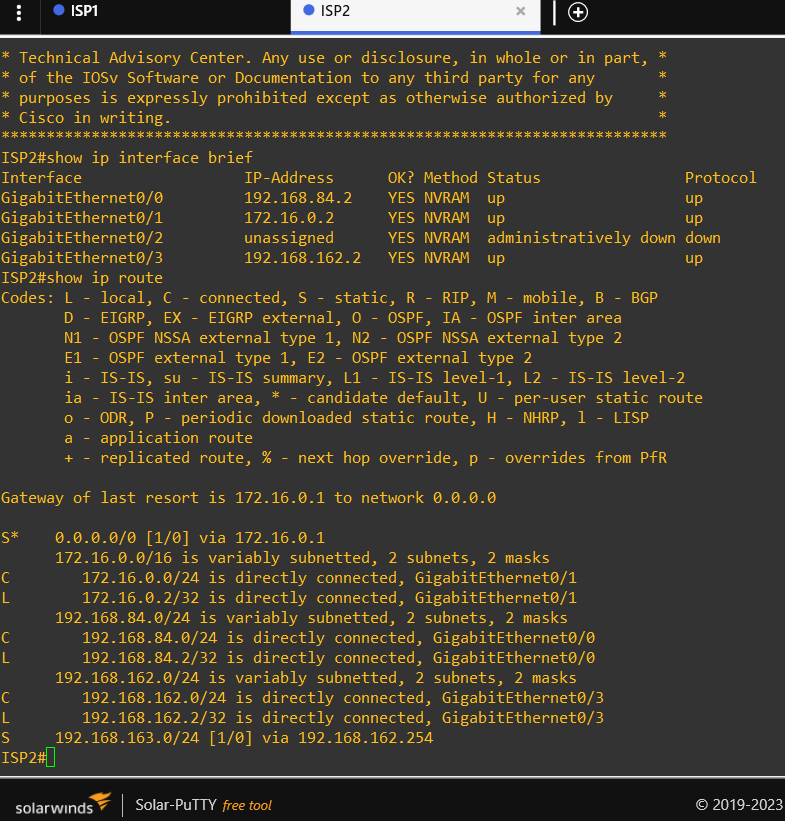 ISP1
ISP2
* Technical Advisory Center. Any use or disclosure, in whole or in part, *
* of the IOSv Software or Documentation to any third party for any       *
* purposes is expressly prohibited except as otherwise authorized by     *
* Cisco in writing.                                                      *
**************************************************************************
ISP2#show ip interface brief
Interface                  IP-Address      OK? Method Status                Protocol
GigabitEthernet0/0         192.168.84.2    YES NVRAM  up                    up
GigabitEthernet0/1         172.16.0.2      YES NVRAM  up                    up
GigabitEthernet0/2         unassigned      YES NVRAM  administratively down down
GigabitEthernet0/3         192.168.162.2   YES NVRAM  up                    up
ISP2#show ip route
Codes: L - local, C - connected, S - static, R - RIP, M - mobile, B - BGP
       D - EIGRP, EX - EIGRP external, O - OSPF, IA - OSPF inter area
       N1 - OSPF NSSA external type 1, N2 - OSPF NSSA external type 2
       E1 - OSPF external type 1, E2 - OSPF external type 2
       i - IS-IS, su - IS-IS summary, L1 - IS-IS level-1, L2 - IS-IS level-2
       ia - IS-IS inter area, * - candidate default, U - per-user static route
       o - ODR, P - periodic downloaded static route, H - NHRP, l - LISP
       a - application route
       + - replicated route, % - next hop override, p - overrides from PfR
Gateway of last resort is 172.16.0.1 to network 0.0.0.0
S*    0.0.0.0/0 [1/0] via 172.16.0.1
      172.16.0.0/16 is variably subnetted, 2 subnets, 2 masks
C        172.16.0.0/24 is directly connected, GigabitEthernet0/1
L        172.16.0.2/32 is directly connected, GigabitEthernet0/1
      192.168.84.0/24 is variably subnetted, 2 subnets, 2 masks
C        192.168.84.0/24 is directly connected, GigabitEthernet0/0
L        192.168.84.2/32 is directly connected, GigabitEthernet0/0
      192.168.162.0/24 is variably subnetted, 2 subnets, 2 masks
C        192.168.162.0/24 is directly connected, GigabitEthernet0/3
L        192.168.162.2/32 is directly connected, GigabitEthernet0/3
S     192.168.163.0/24 [1/0] via 192.168.162.254
ISP2#
solarwinds
Solar-PuTTY free tool
© 2019-2023